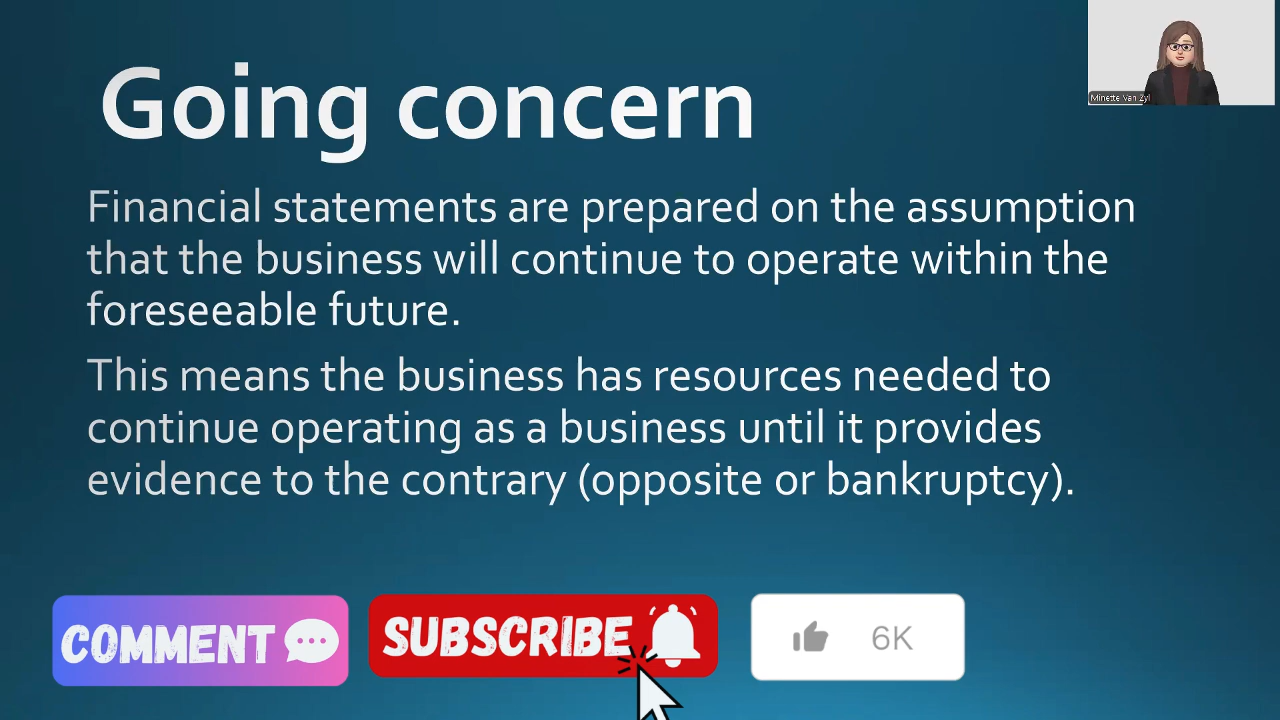 Going concern
Minette Van Zyl
Financial statements are prepared on the assumption
that the business will continue to operate within the
foreseeable future.
This means the business has resources needed to
continue operating as a business until it provides
evidence to the contrary (opposite or bankruptcy).
COMMENT
SUBSCRIBE
6K